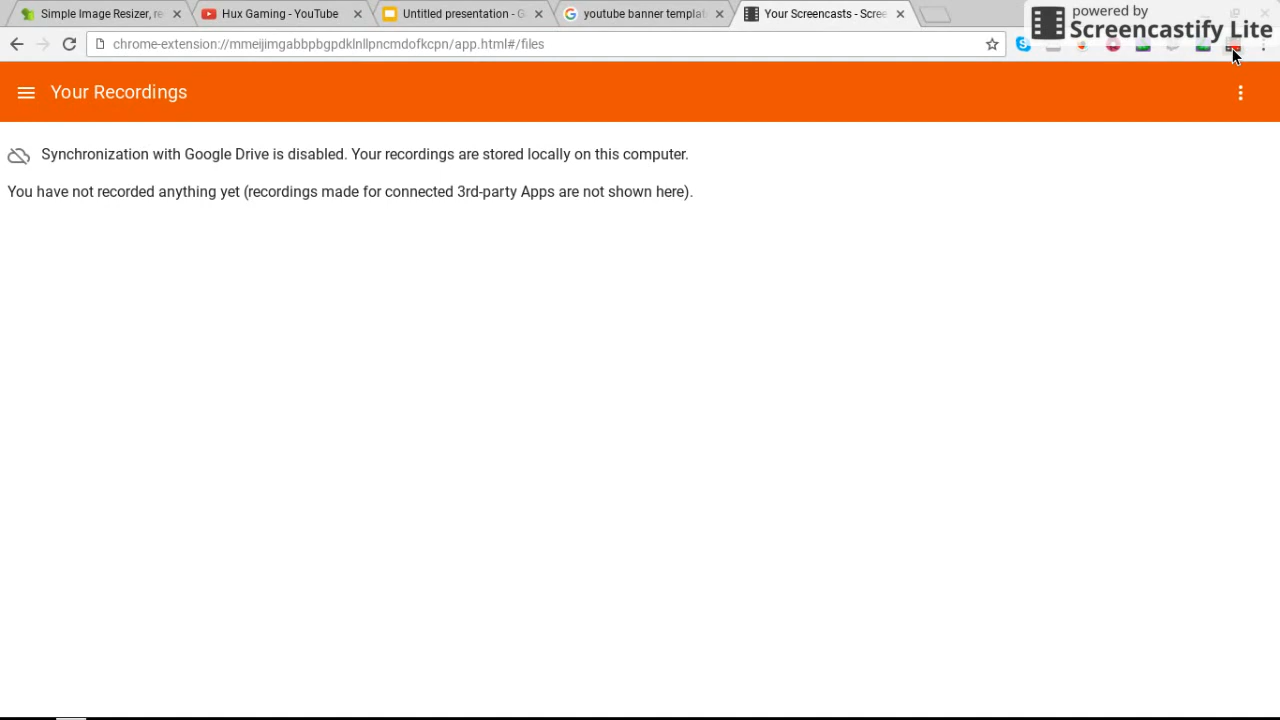 Simple Image Resizer, re
Hux Gaming - YouTube
Untitled presentation - G
youtube banner templat
Your Screencasts - Scree
powered by
Screencastify Lite
chrome-extension://mmeijimgabbpbgpdklnllpncmdofkcpn/app.html#/files
Your Recordings
Synchronization with Google Drive is disabled. Your recordings are stored locally on this computer.
You have not recorded anything yet (recordings made for connected 3rd-party Apps are not shown here).